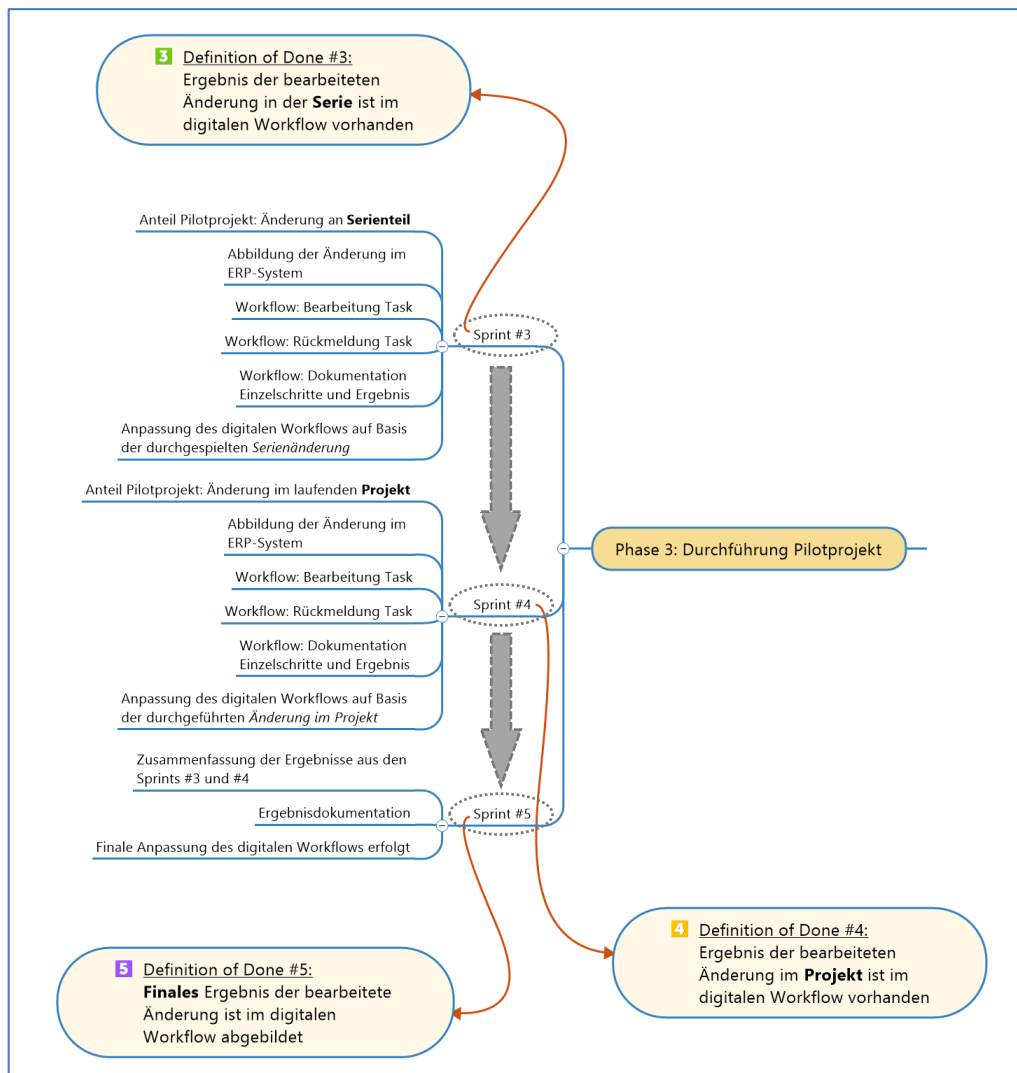 3 Definition of Done #3:
Ergebnis der bearbeiteten
Änderung in der Serie ist im
digitalen Workflow vorhanden
Anteil Pilotprojekt: Änderung an Serienteil
Abbildung der Änderung im
ERP-System
Workflow: Bearbeitung Task
Workflow: Rückmeldung Task
Workflow: Dokumentation
Einzelschritte und Ergebnis
Anpassung des digitalen Workflows auf Basis
der durchgespielten Serienänderung
Sprint #3
Anteil Pilotprojekt: Änderung im laufenden Projekt
Abbildung der Änderung im
ERP-System
Workflow: Bearbeitung Task
Workflow: Rückmeldung Task
Workflow: Dokumentation
Einzelschritte und Ergebnis
Anpassung des digitalen Workflows auf Basis
der durchgeführten Änderung im Projekt
Sprint #4
Phase 3: Durchführung Pilotprojekt
Zusammenfassung der Ergebnisse aus den
Sprints #3 und #4
Ergebnisdokumentation
Finale Anpassung des digitalen Workflows erfolgt
Sprint #5
4 Definition of Done #4:
Ergebnis der bearbeiteten
Änderung im Projekt ist im
digitalen Workflow vorhanden
5 Definition of Done #5:
Finales Ergebnis der bearbeitete
Änderung ist im digitalen
Workflow abgebildet